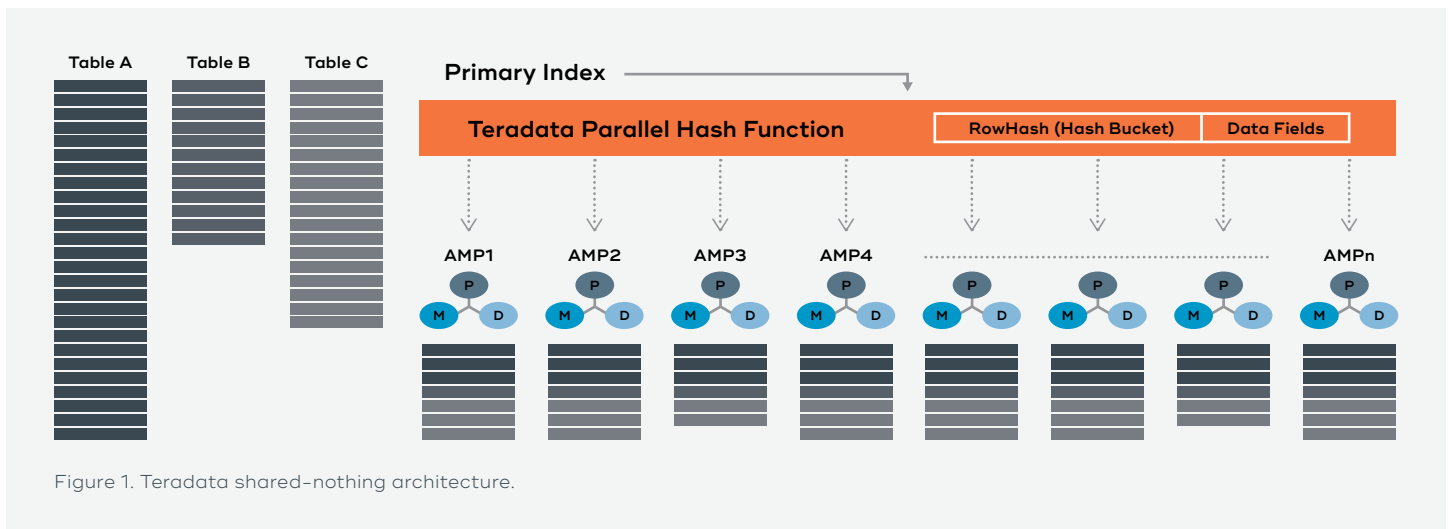 Table A
Table B
Table C
Primary Index
Teradata Parallel Hash Function
RowHash (Hash Bucket)
Data Fields
AMP1
AMP2
AMP3
AMP4
AMPn
P
P
P
P
P
P
P
P
M
D
M
D
M
D
M
D
M
D
M
D
M
D
M
D
Figure 1. Teradata shared-nothing architecture.